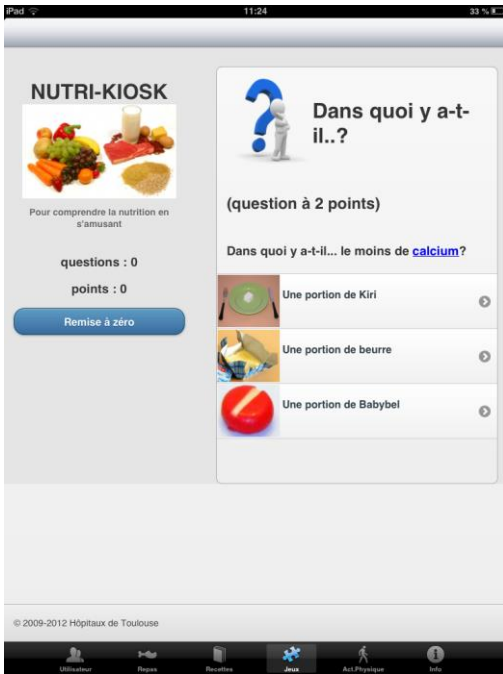 iPad
11:24
33 %
NUTRI-KIOSK
Pour comprendre la nutrition en
s'amusant
questions : 0
points : 0
Remise à zéro
Dans quoi y a-t-
il..?
(question à 2 points)
Dans quoi y a-t-il... le moins de calcium?
Une portion de Kiri
Une portion de beurre
Une portion de Babybel
© 2009-2012 Hôpitaux de Toulouse
Utilisateur
Repas
Recettes
Jeux
Act.Physique
Info